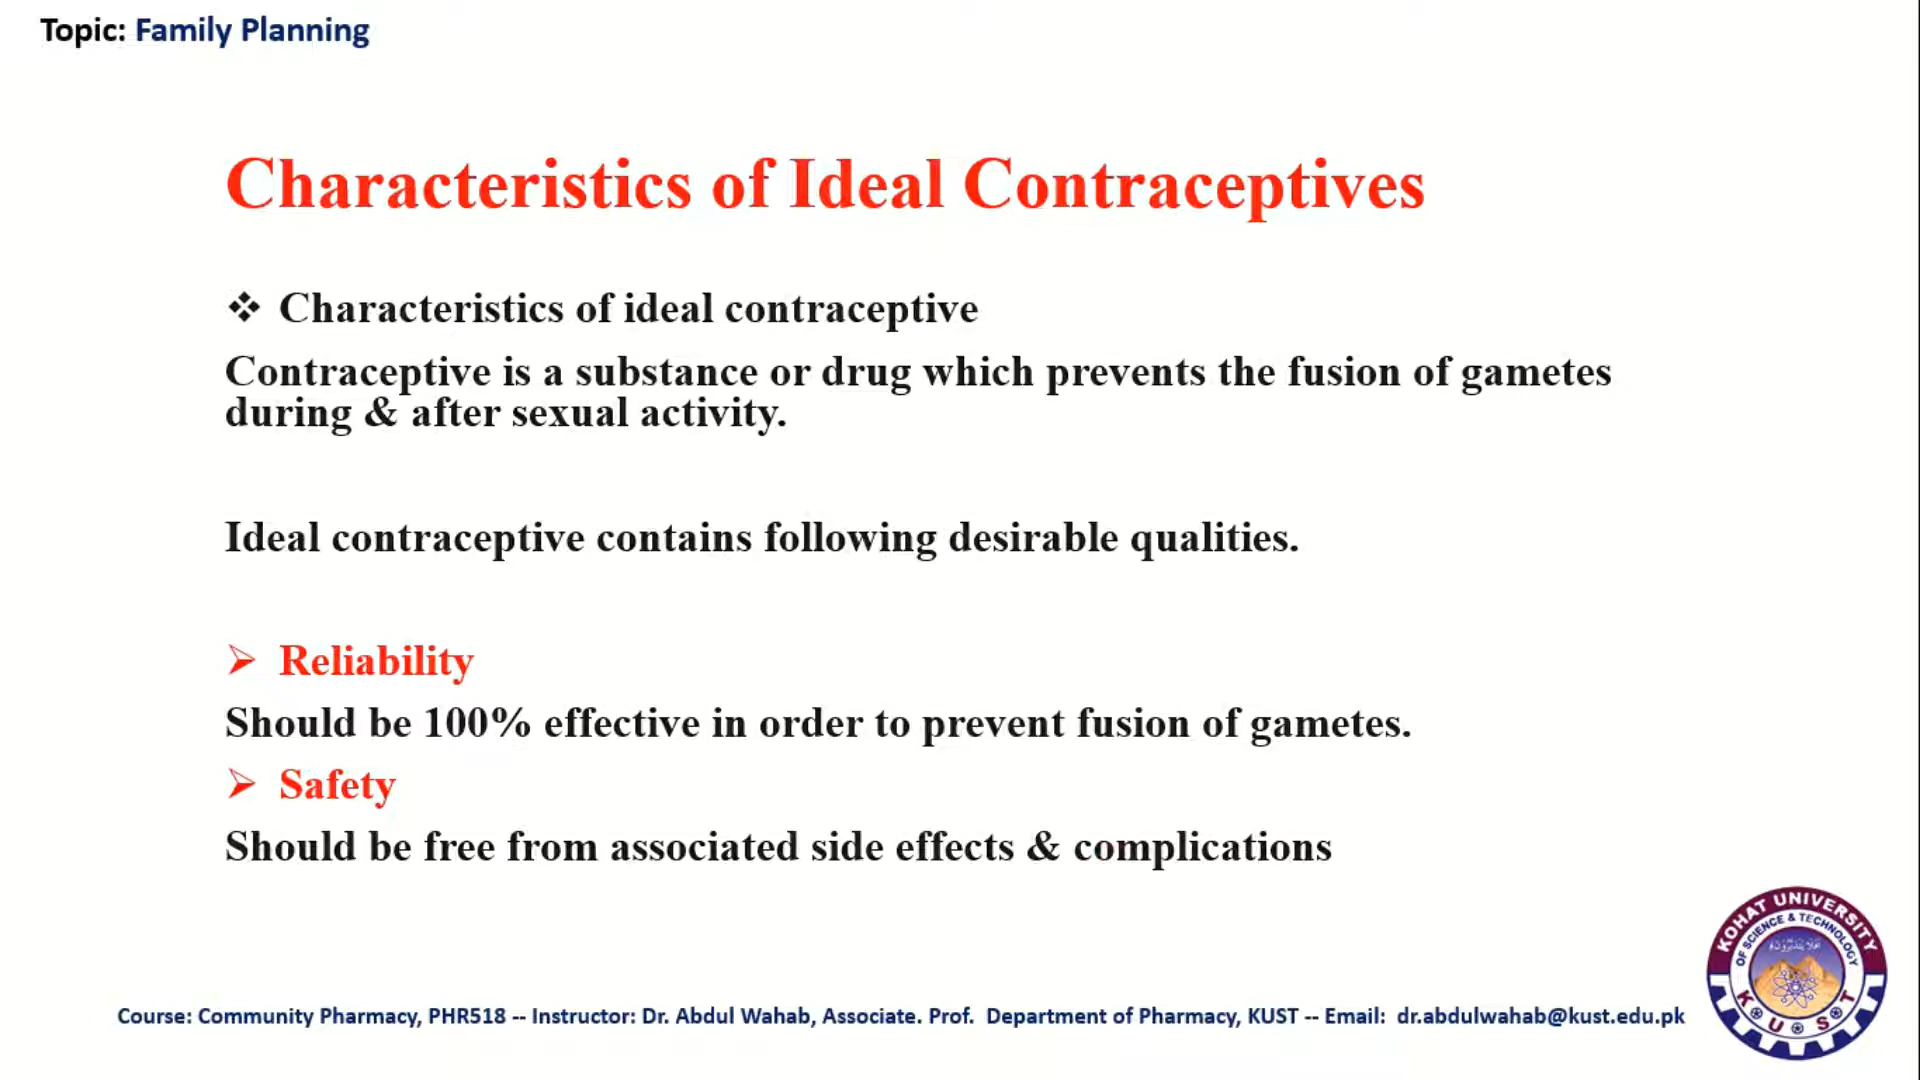 Topic: Family Planning
Characteristics of Ideal Contraceptives
❖ Characteristics of ideal contraceptive
Contraceptive is a substance or drug which prevents the fusion of gametes
during & after sexual activity.
Ideal contraceptive contains following desirable qualities.
➢ Reliability
Should be 100% effective in order to prevent fusion of gametes.
➢ Safety
Should be free from associated side effects & complications
KOHAT UNIVERSITY
OF SCIENCE & TECHNOLOGY
K U S T
Course: Community Pharmacy, PHR518 -- Instructor: Dr. Abdul Wahab, Associate. Prof.  Department of Pharmacy, KUST -- Email:  dr.abdulwahab@kust.edu.pk